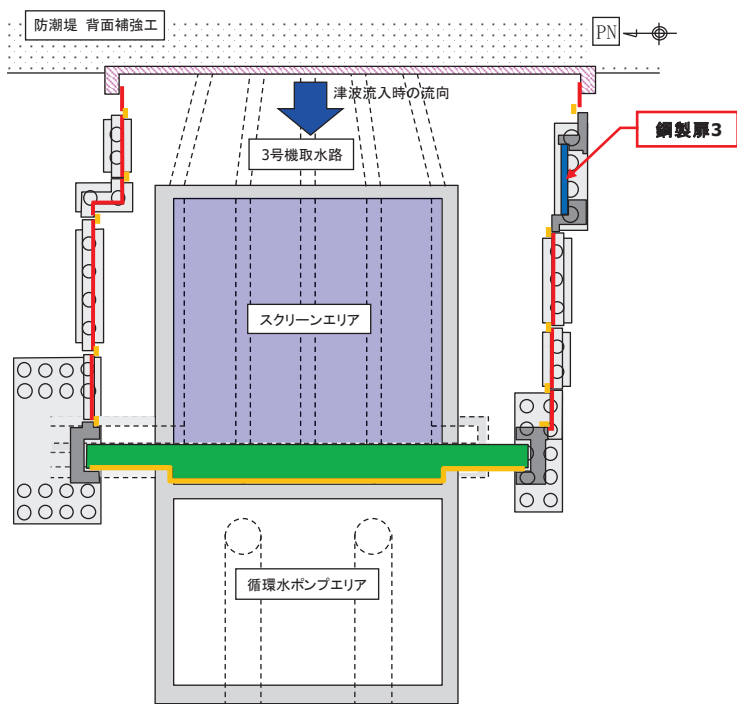 防潮堤 背面補強工
PN
津波流入時の流向
3号機取水路
鋼製扉3
スクリーンエリア
循環水ポンプエリア